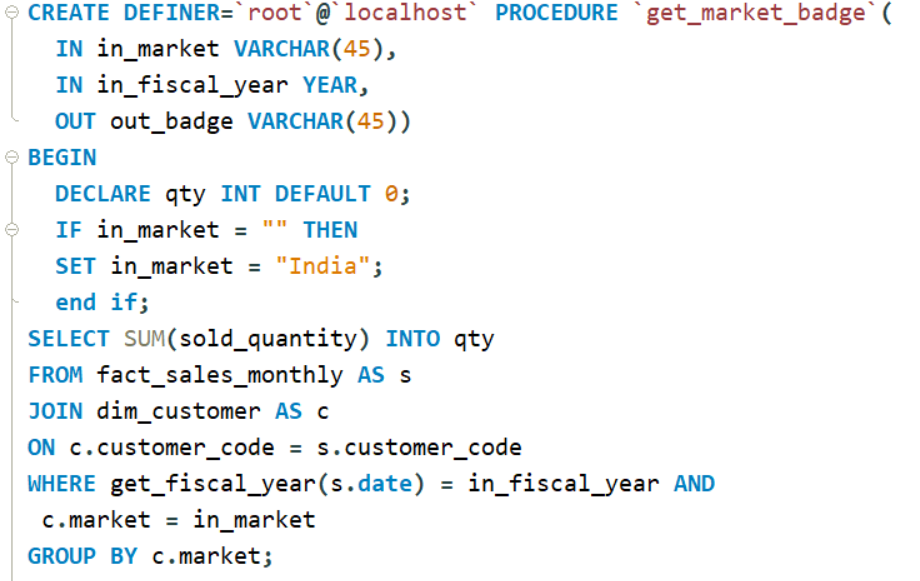 CREATE DEFINER=`root`@`localhost` PROCEDURE `get_market_badge`(
IN in_market VARCHAR(45),
IN in_fiscal_year YEAR,
OUT out_badge VARCHAR(45))
BEGIN
DECLARE qty INT DEFAULT 0;
IF in_market = "" THEN
SET in_market = "India";
end if;
SELECT SUM(sold_quantity) INTO qty
FROM fact_sales_monthly AS s
JOIN dim_customer AS c
ON c.customer_code = s.customer_code
WHERE get_fiscal_year(s.date) = in_fiscal_year AND
c.market = in_market
GROUP BY c.market;